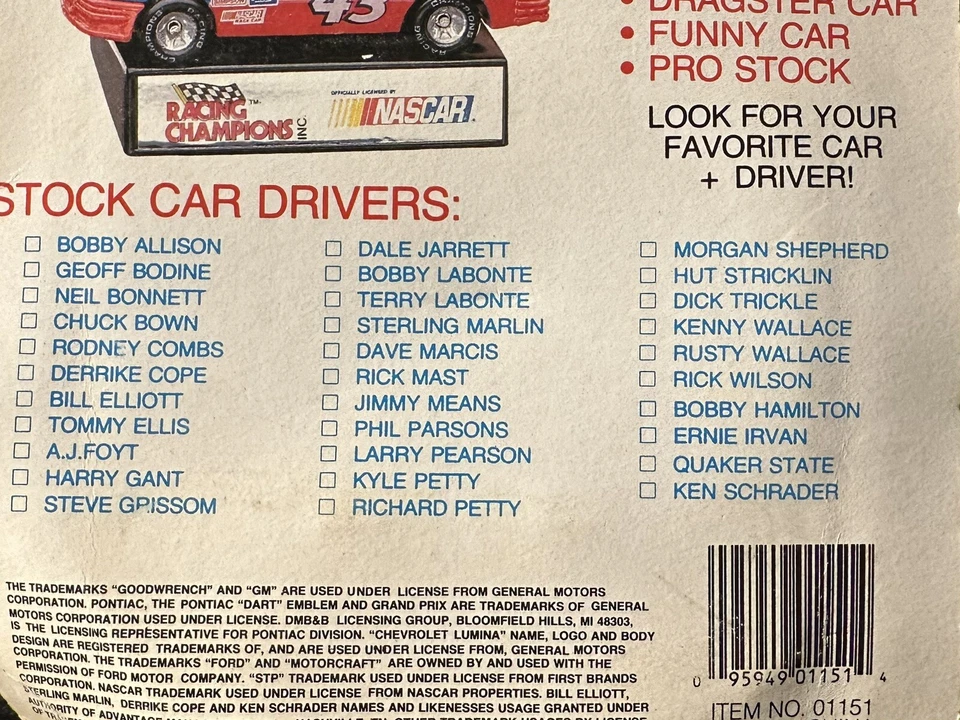 43
RACING CHAMPIONS
CHAMPIONS RACING
RACING CHAMPIONS INC. ™
OFFICIALLY LICENSED BY
NASCAR
• DRAGSTER CAR
• FUNNY CAR
• PRO STOCK
LOOK FOR YOUR
FAVORITE CAR
+ DRIVER!
STOCK CAR DRIVERS:
BOBBY ALLISON
GEOFF BODINE
NEIL BONNETT
CHUCK BOWN
RODNEY COMBS
DERRIKE COPE
BILL ELLIOTT
TOMMY ELLIS
A.J.FOYT
HARRY GANT
STEVE GRISSOM
DALE JARRETT
BOBBY LABONTE
TERRY LABONTE
STERLING MARLIN
DAVE MARCIS
RICK MAST
JIMMY MEANS
PHIL PARSONS
LARRY PEARSON
KYLE PETTY
RICHARD PETTY
MORGAN SHEPHERD
HUT STRICKLIN
DICK TRICKLE
KENNY WALLACE
RUSTY WALLACE
RICK WILSON
BOBBY HAMILTON
ERNIE IRVAN
QUAKER STATE
KEN SCHRADER
THE TRADEMARKS "GOODWRENCH" AND "GM" ARE USED UNDER LICENSE FROM GENERAL MOTORS
CORPORATION. PONTIAC, THE PONTIAC "DART" EMBLEM AND GRAND PRIX ARE TRADEMARKS OF GENERAL
MOTORS CORPORATION USED UNDER LICENSE. DMB&B LICENSING GROUP, BLOOMFIELD HILLS, MI 48303,
IS THE LICENSING REPRESENTATIVE FOR PONTIAC DIVISION. "CHEVROLET LUMINA" NAME, LOGO AND BODY
DESIGN ARE REGISTERED TRADEMARKS OF, AND ARE USED UNDER LICENSE FROM, GENERAL MOTORS
CORPORATION. THE TRADEMARKS "FORD" AND "MOTORCRAFT" ARE OWNED BY AND USED WITH THE
PERMISSION OF FORD MOTOR COMPANY. "STP" TRADEMARK USED UNDER LICENSE FROM FIRST BRANDS
CORPORATION. NASCAR TRADEMARK USED UNDER LICENSE FROM NASCAR PROPERTIES. BILL ELLIOTT,
STERLING MARLIN, DERRIKE COPE AND KEN SCHRADER NAMES AND LIKENESSES USAGE GRANTED UNDER
AUTHORITY OF ADVANTAGE
0 95949 01151 4
ITEM NO. 01151